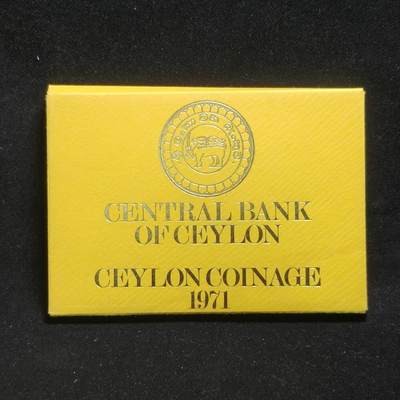 CENTRAL BANK
OF CEYLON
CEYLON COINAGE
1971